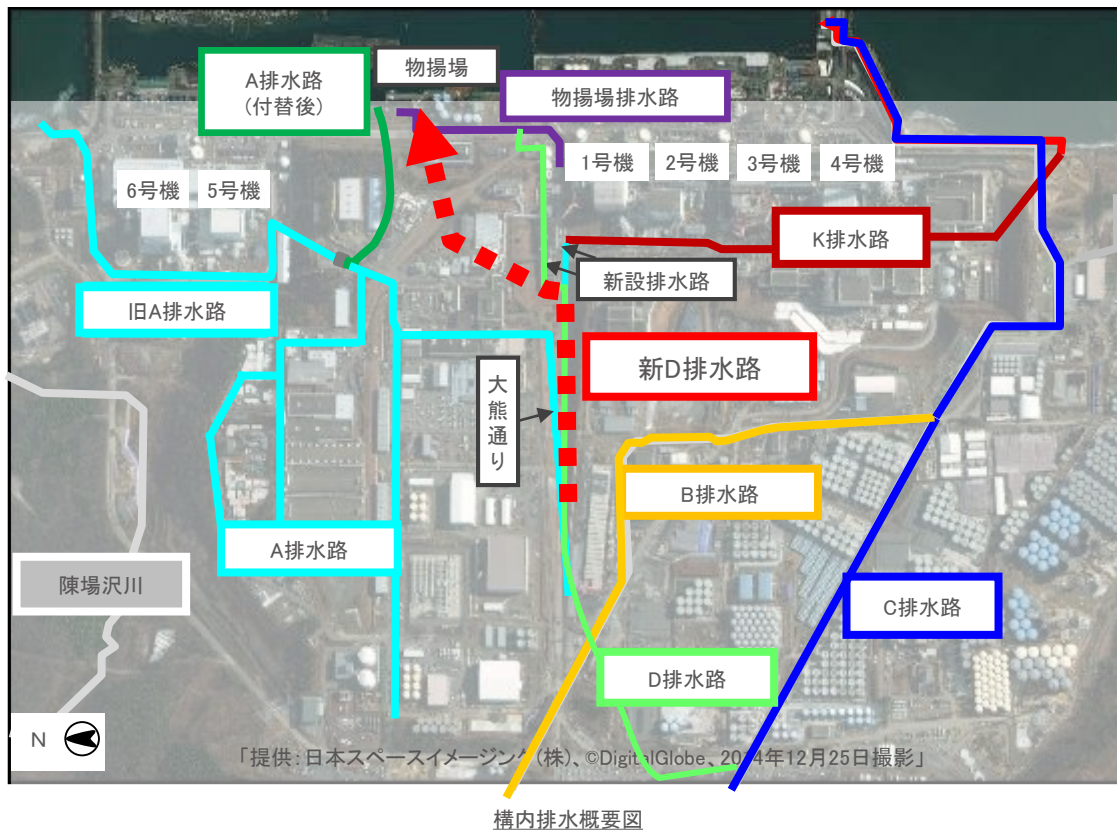 A排水路
(付替後)
物揚場
物揚場排水路
1号機
2号機
3号機
4号機
6号機
5号機
K排水路
新設排水路
旧A排水路
新D排水路
大熊通り
B排水路
A排水路
陳場沢川
C排水路
D排水路
N
「提供:日本スペースイメージング(株)、©DigitalGlobe、2014年12月25日撮影」
構内排水概要図